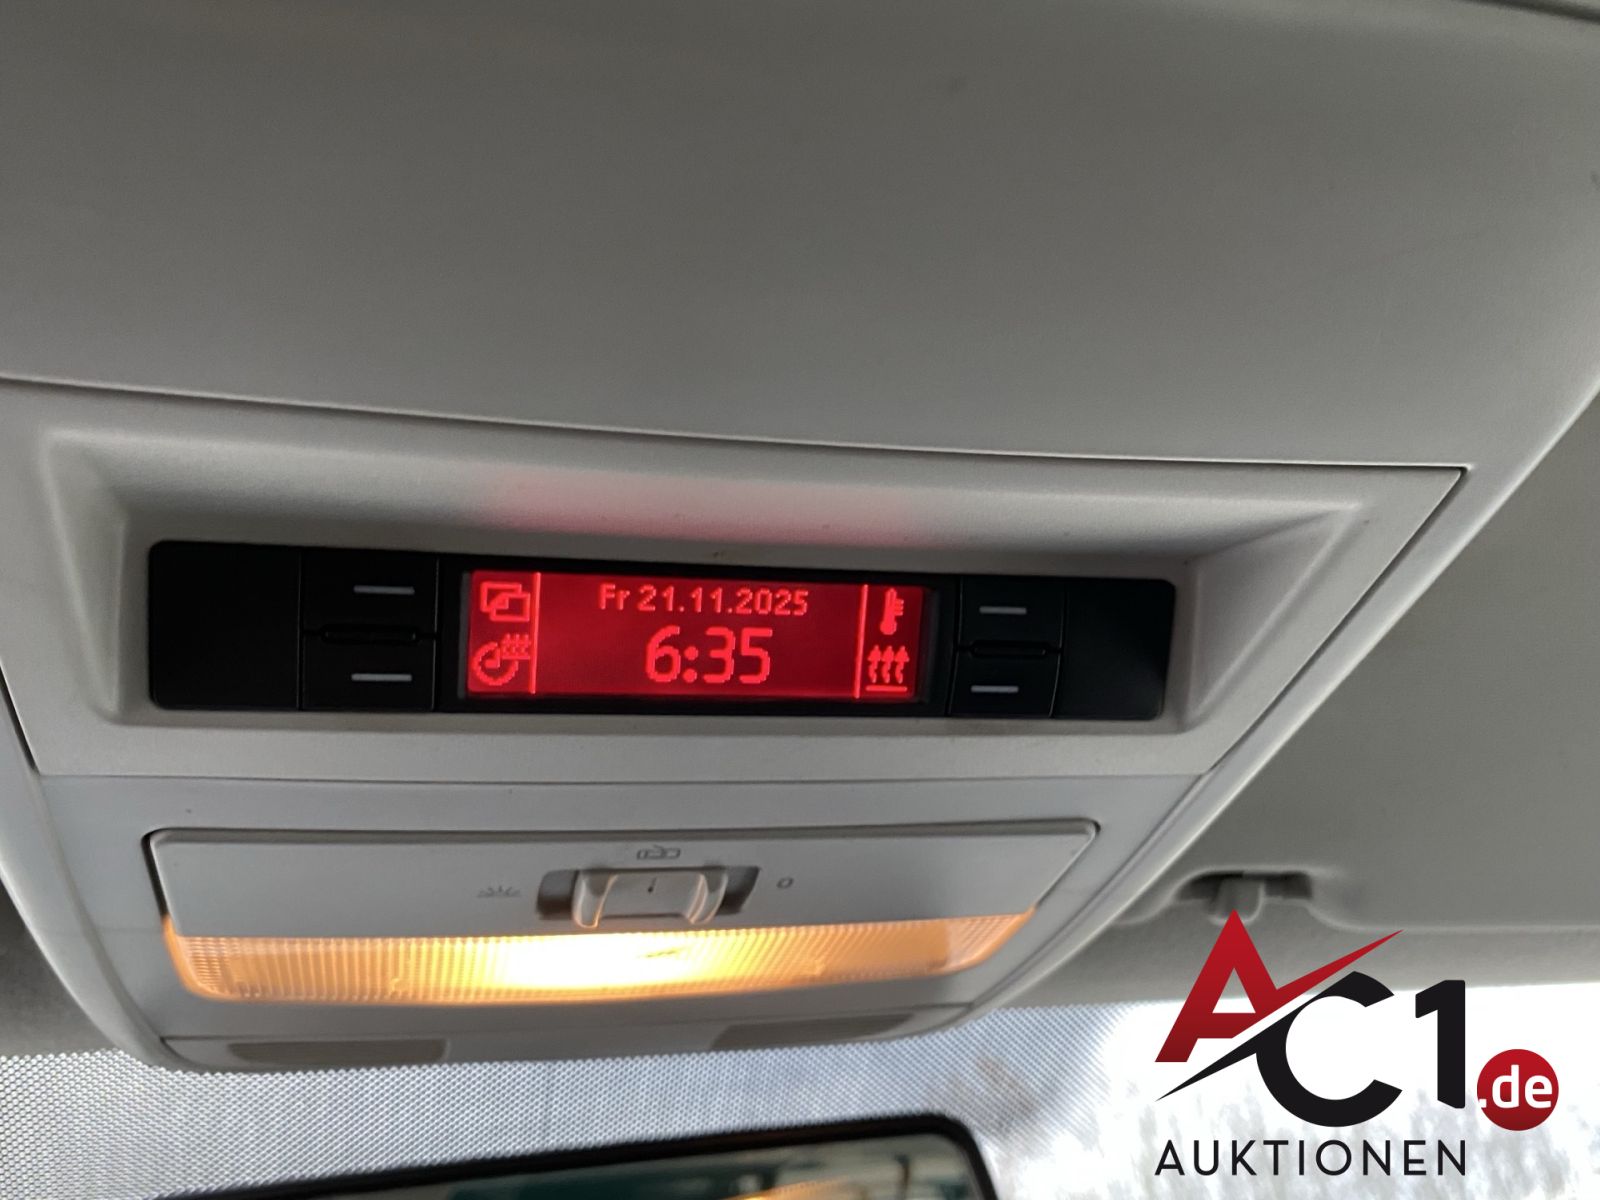 Fr 21.11.2025
6:35
AC1.de
AUKTIONEN